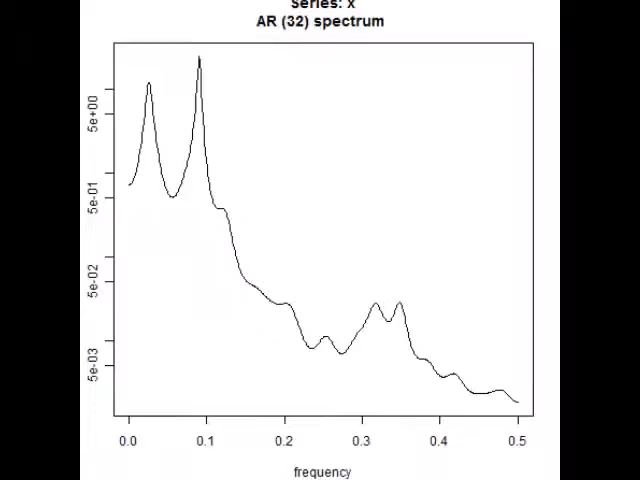 Series: x
AR (32) spectrum
5e+00
5e-01
5e-02
5e-03
0.0 0.1 0.2 0.3 0.4 0.5
frequency